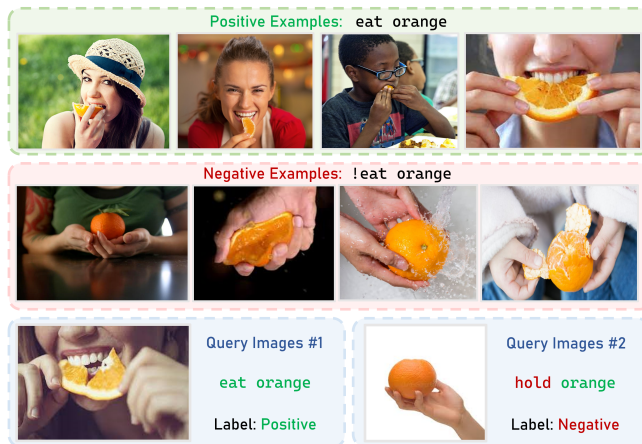 Positive Examples: eat orange
Negative Examples: !eat orange
Query Images #1
eat orange
Label: Positive
Query Images #2
hold orange
Label: Negative